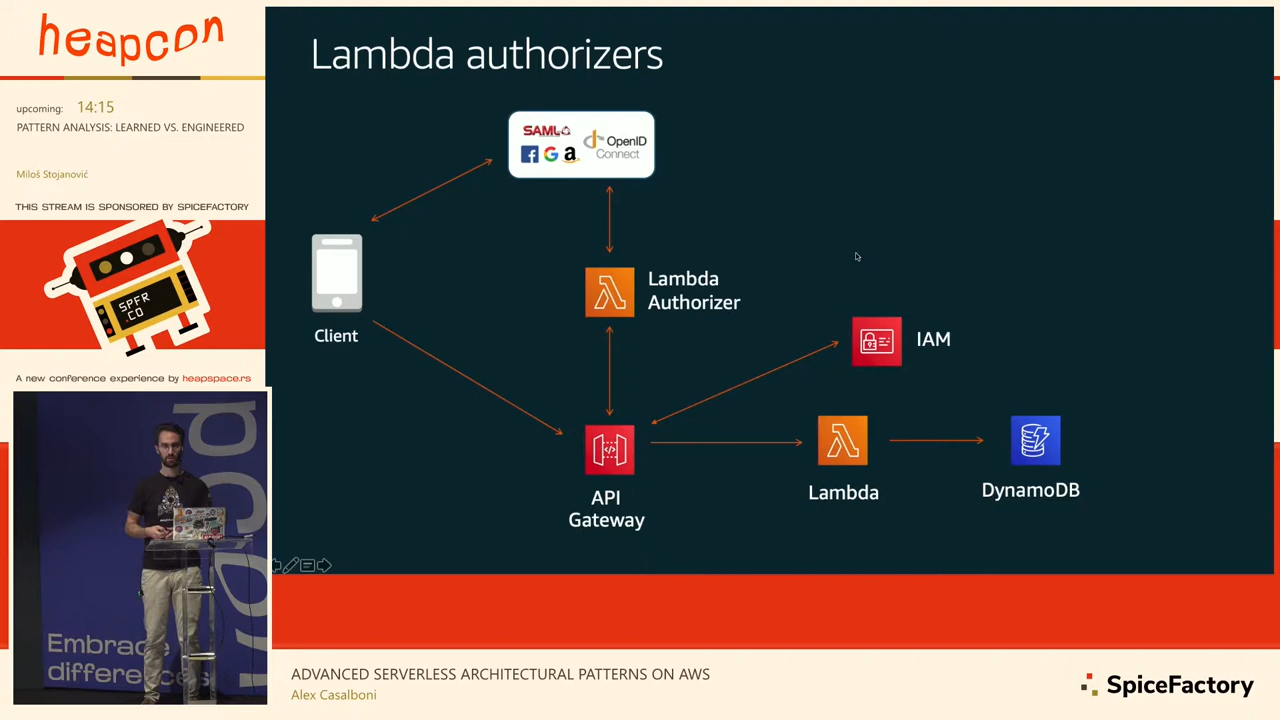 heapcon
upcoming: 14:15
PATTERN ANALYSIS: LEARNED VS. ENGINEERED
Miloš Stojanović
THIS STREAM IS SPONSORED BY SPICEFACTORY
SPFR
.CO
A new conference experience by heapspace.rs
Embrace
differences
Lambda authorizers
SAML
OpenID
Connect
Client
Lambda
Authorizer
IAM
API
Gateway
Lambda
DynamoDB
ADVANCED SERVERLESS ARCHITECTURAL PATTERNS ON AWS
Alex Casalboni
SpiceFactory